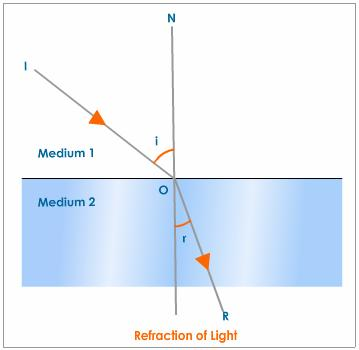 N
I
i
Medium 1
O
Medium 2
r
R
Refraction of Light